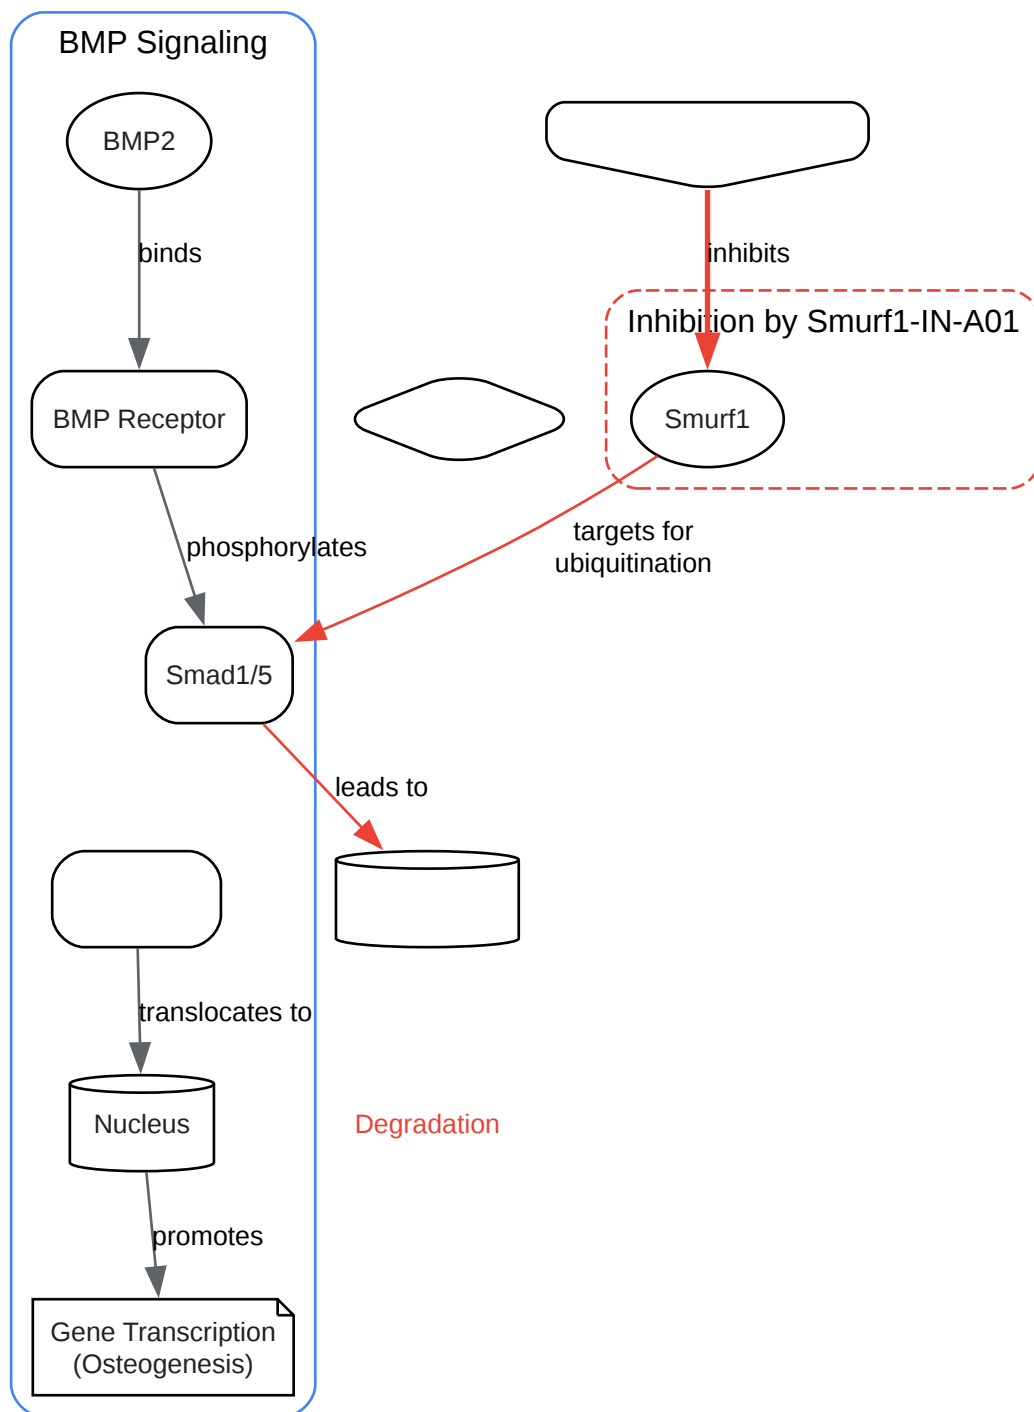 BMP Signaling
BMP2
binds
inhibits
Inhibition by Smurf1-IN-A01
BMP Receptor
Smurf1
phosphorylates
targets for
ubiquitination
Smad1/5
leads to
translocates to
Nucleus
Degradation
promotes
Gene Transcription
(Osteogenesis)